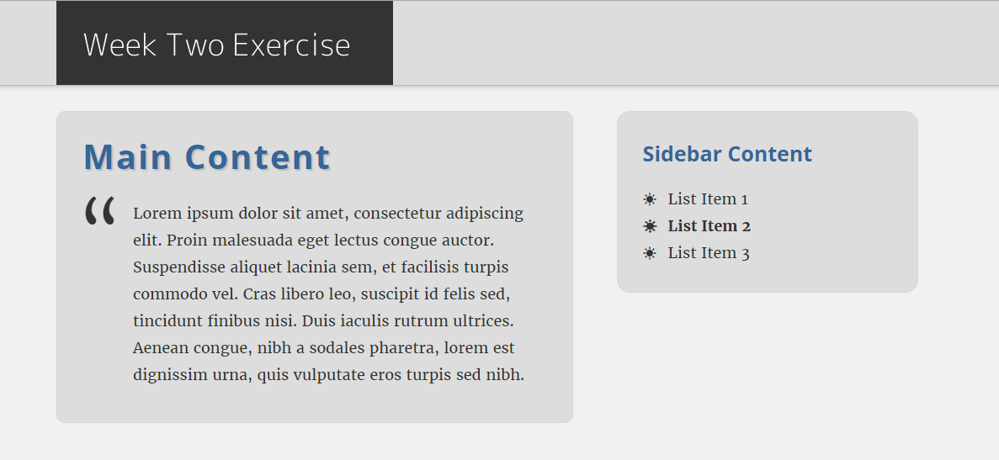 Week Two Exercise
Main Content
“
Lorem ipsum dolor sit amet, consectetur adipiscing
elit. Proin malesuada eget lectus congue auctor.
Suspendisse aliquet lacinia sem, et facilisis turpis
commodo vel. Cras libero leo, suscipit id felis sed,
tincidunt finibus nisi. Duis iaculis rutrum ultrices.
Aenean congue, nibh a sodales pharetra, lorem est
dignissim urna, quis vulputate eros turpis sed nibh.
Sidebar Content
☀ List Item 1
☀ List Item 2
☀ List Item 3